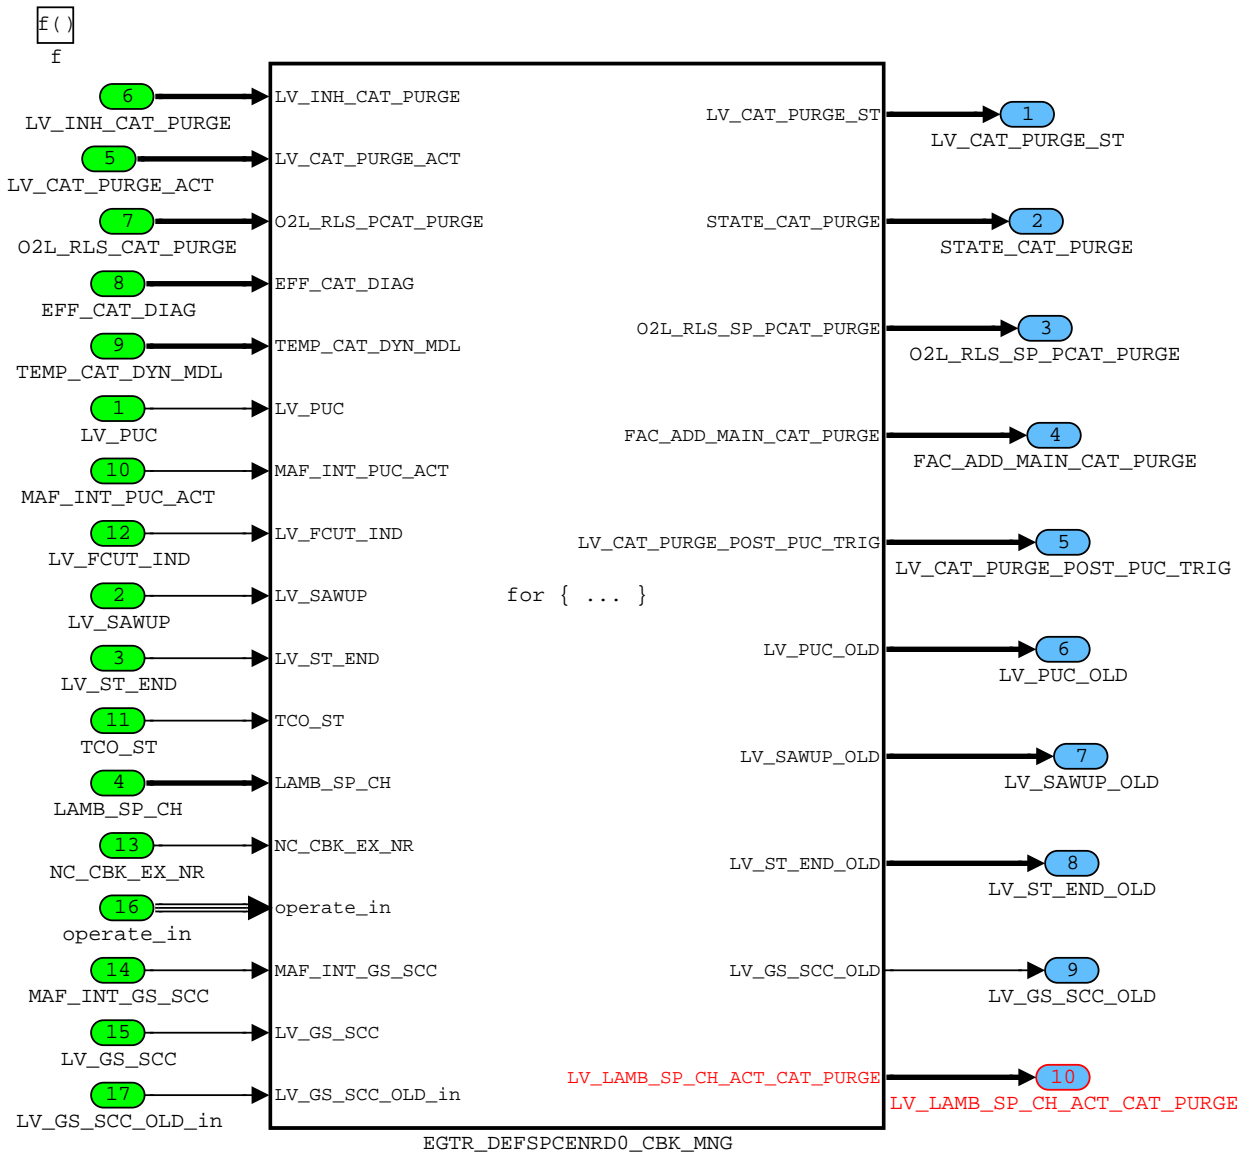 f()
f
6
LV_INH_CAT_PURGE
5
LV_CAT_PURGE_ACT
7
O2L_RLS_CAT_PURGE
8
EFF_CAT_DIAG
9
TEMP_CAT_DYN_MDL
1
LV_PUC
10
MAF_INT_PUC_ACT
12
LV_FCUT_IND
2
LV_SAWUP
3
LV_ST_END
11
TCO_ST
4
LAMB_SP_CH
13
NC_CBK_EX_NR
16
operate_in
14
MAF_INT_GS_SCC
15
LV_GS_SCC
17
LV_GS_SCC_OLD_in
LV_INH_CAT_PURGE
LV_CAT_PURGE_ACT
O2L_RLS_PCAT_PURGE
EFF_CAT_DIAG
TEMP_CAT_DYN_MDL
LV_PUC
MAF_INT_PUC_ACT
LV_FCUT_IND
LV_SAWUP
LV_ST_END
TCO_ST
LAMB_SP_CH
NC_CBK_EX_NR
operate_in
MAF_INT_GS_SCC
LV_GS_SCC
LV_GS_SCC_OLD_in
for { ... }
LV_CAT_PURGE_ST
STATE_CAT_PURGE
O2L_RLS_SP_PCAT_PURGE
FAC_ADD_MAIN_CAT_PURGE
LV_CAT_PURGE_POST_PUC_TRIG
LV_PUC_OLD
LV_SAWUP_OLD
LV_ST_END_OLD
LV_GS_SCC_OLD
LV_LAMB_SP_CH_ACT_CAT_PURGE
1
LV_CAT_PURGE_ST
2
STATE_CAT_PURGE
3
O2L_RLS_SP_PCAT_PURGE
4
FAC_ADD_MAIN_CAT_PURGE
5
LV_CAT_PURGE_POST_PUC_TRIG
6
LV_PUC_OLD
7
LV_SAWUP_OLD
8
LV_ST_END_OLD
9
LV_GS_SCC_OLD
10
LV_LAMB_SP_CH_ACT_CAT_PURGE
EGTR_DEFSPCENRD0_CBK_MNG